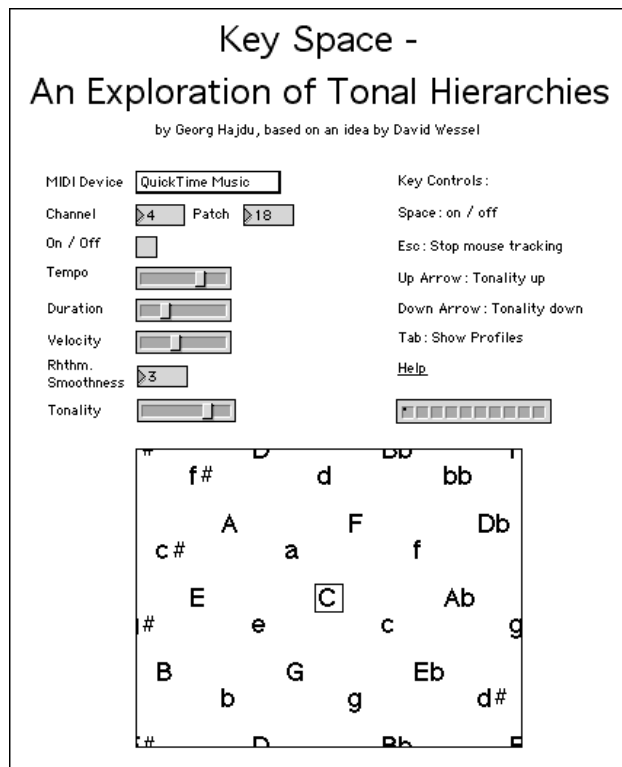 Key Space -
An Exploration of Tonal Hierarchies
by Georg Hajdu, based on an idea by David Wessel
MIDI Device QuickTime Music
Channel 4 Patch 18
On / Off
Tempo
Duration
Velocity
Rhthm.
Smoothness 3
Tonality
Key Controls:
Space: on / off
Esc: Stop mouse tracking
Up Arrow: Tonality up
Down Arrow: Tonality down
Tab: Show Profiles
Help
# D Bb
f# d bb
A F Db
c# a f
E C Ab
# e c g
B G Eb
b g d#
# D Bb